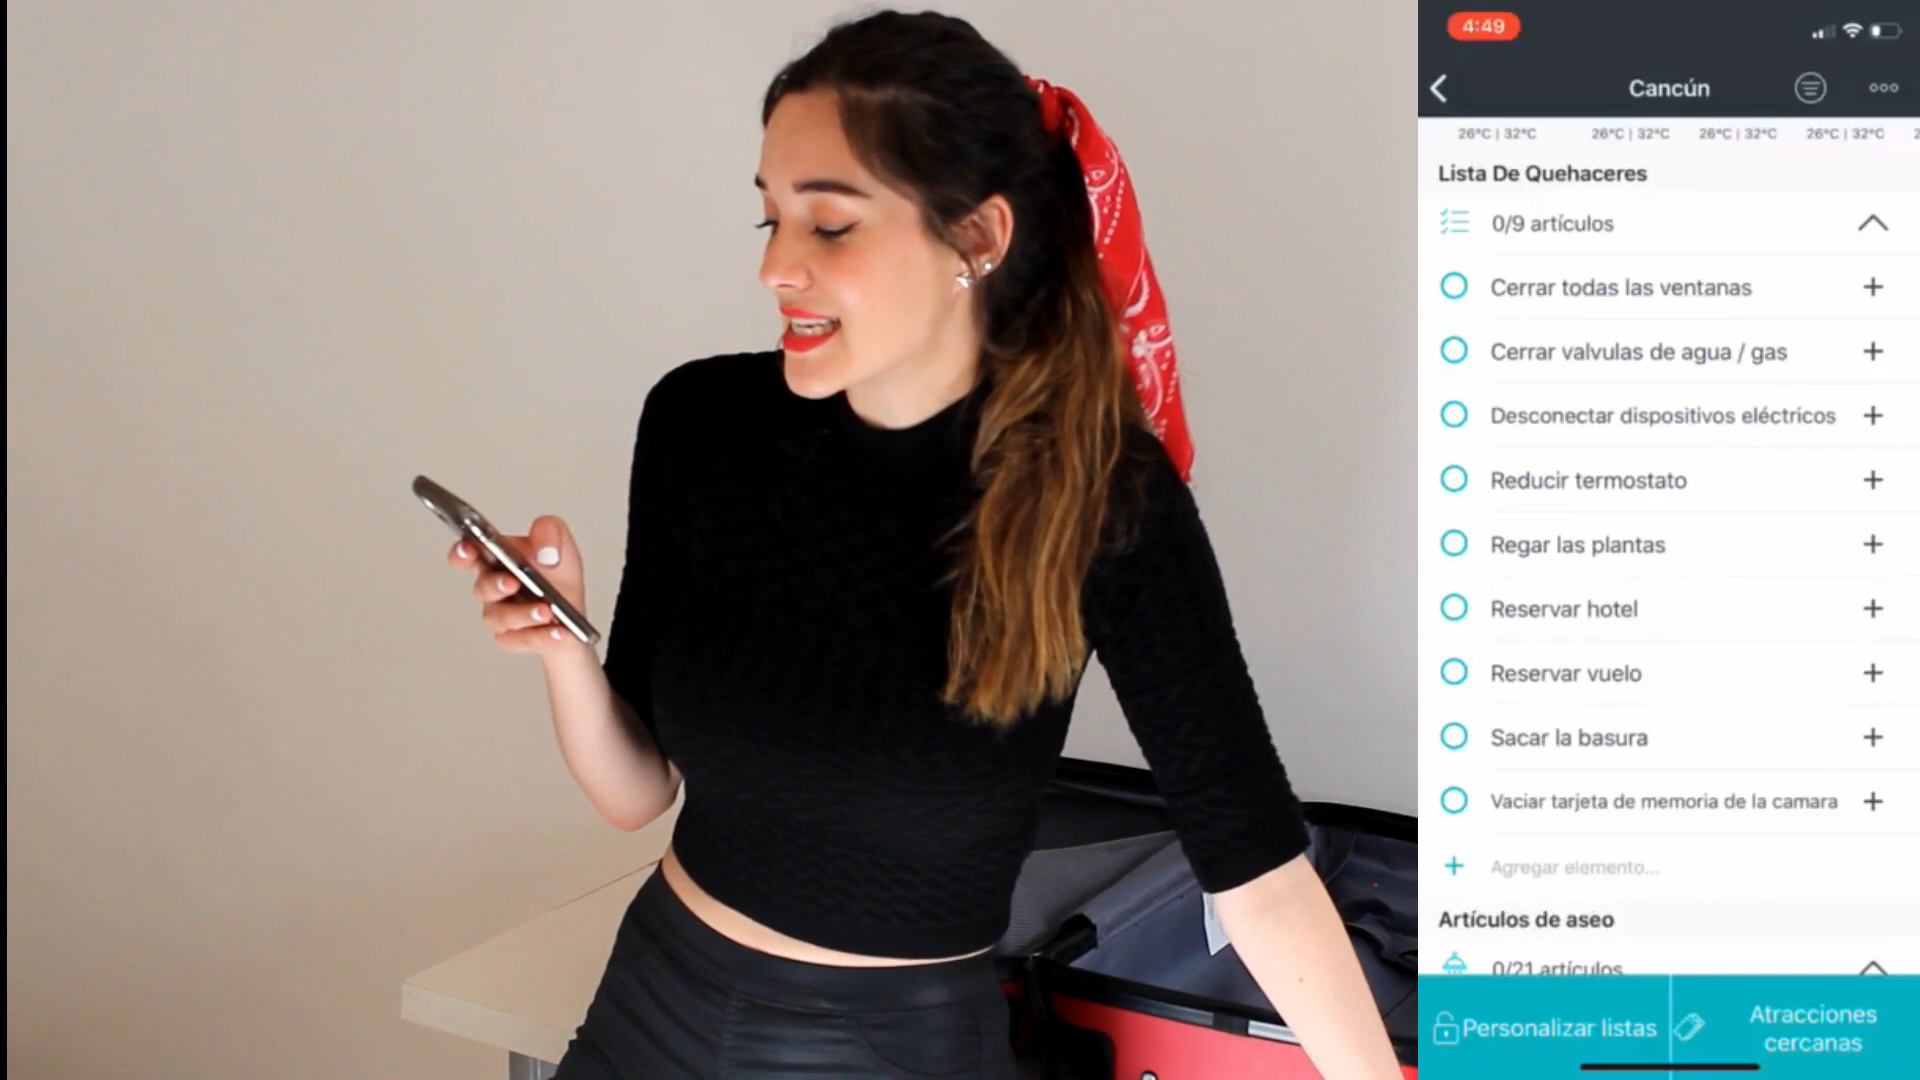 4:49
Cancún
26°C | 32°C 26°C | 32°C 26°C | 32°C 26°C | 32°C 2
Lista De Quehaceres
0/9 artículos
Cerrar todas las ventanas
Cerrar valvulas de agua / gas
Desconectar dispositivos eléctricos
Reducir termostato
Regar las plantas
Reservar hotel
Reservar vuelo
Sacar la basura
Vaciar tarjeta de memoria de la camara
Agregar elemento...
Artículos de aseo
0/21 artículos
Personalizar listas
Atracciones
cercanas